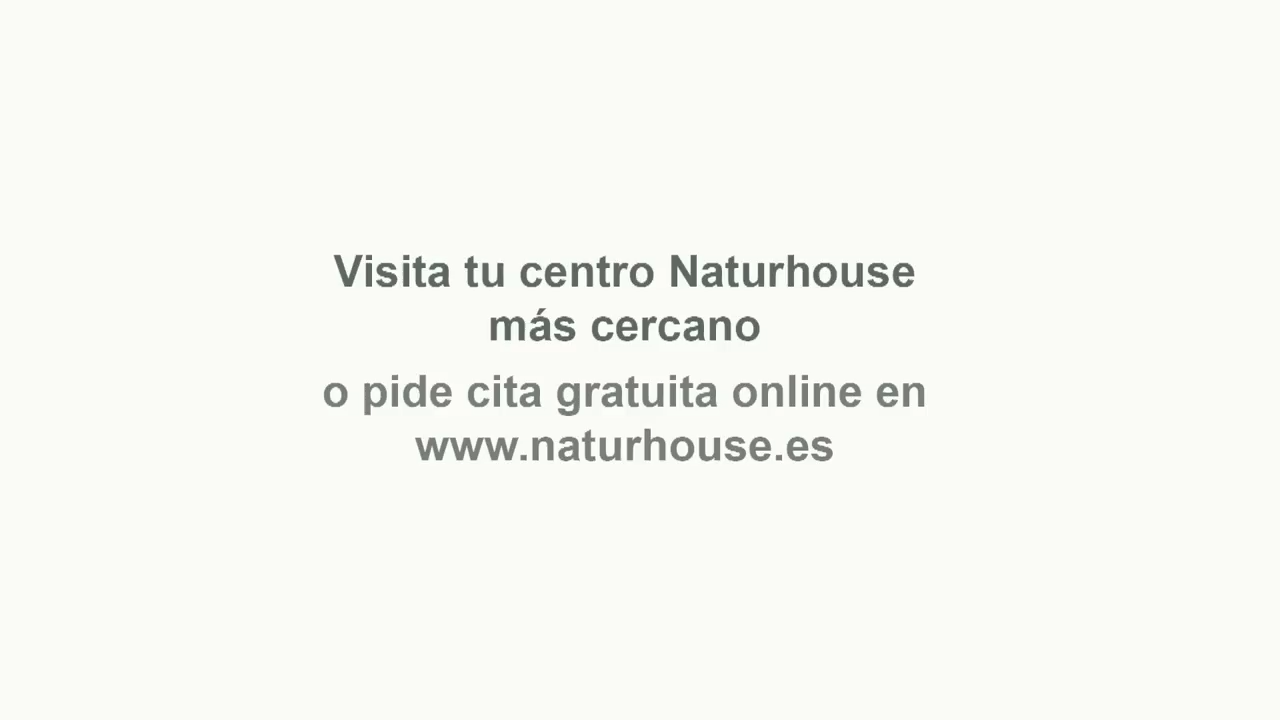 Visita tu centro Naturhouse
más cercano
o pide cita gratuita online en
www.naturhouse.es